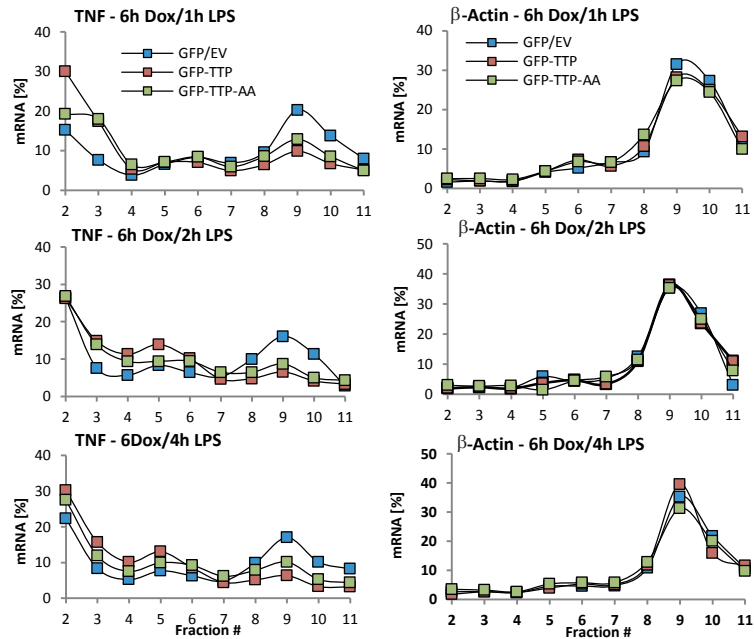 TNF - 6h Dox/1h LPS
40
30
20
10
0
mRNA [%]
GFP/EV
GFP-TTP
GFP-TTP-AA
2 3 4 5 6 7 8 9 10 11
β-Actin - 6h Dox/1h LPS
40
30
20
10
0
mRNA [%]
GFP/EV
GFP-TTP
GFP-TTP-AA
2 3 4 5 6 7 8 9 10 11
TNF - 6h Dox/2h LPS
40
30
20
10
0
mRNA [%]
2 3 4 5 6 7 8 9 10 11
β-Actin - 6h Dox/2h LPS
50
40
30
20
10
0
mRNA [%]
2 3 4 5 6 7 8 9 10 11
TNF - 6Dox/4h LPS
40
30
20
10
0
mRNA [%]
2 3 4 5 6 7 8 9 10 11
Fraction #
β-Actin - 6h Dox/4h LPS
50
40
30
20
10
0
mRNA [%]
2 3 4 5 6 7 8 9 10 11
Fraction #